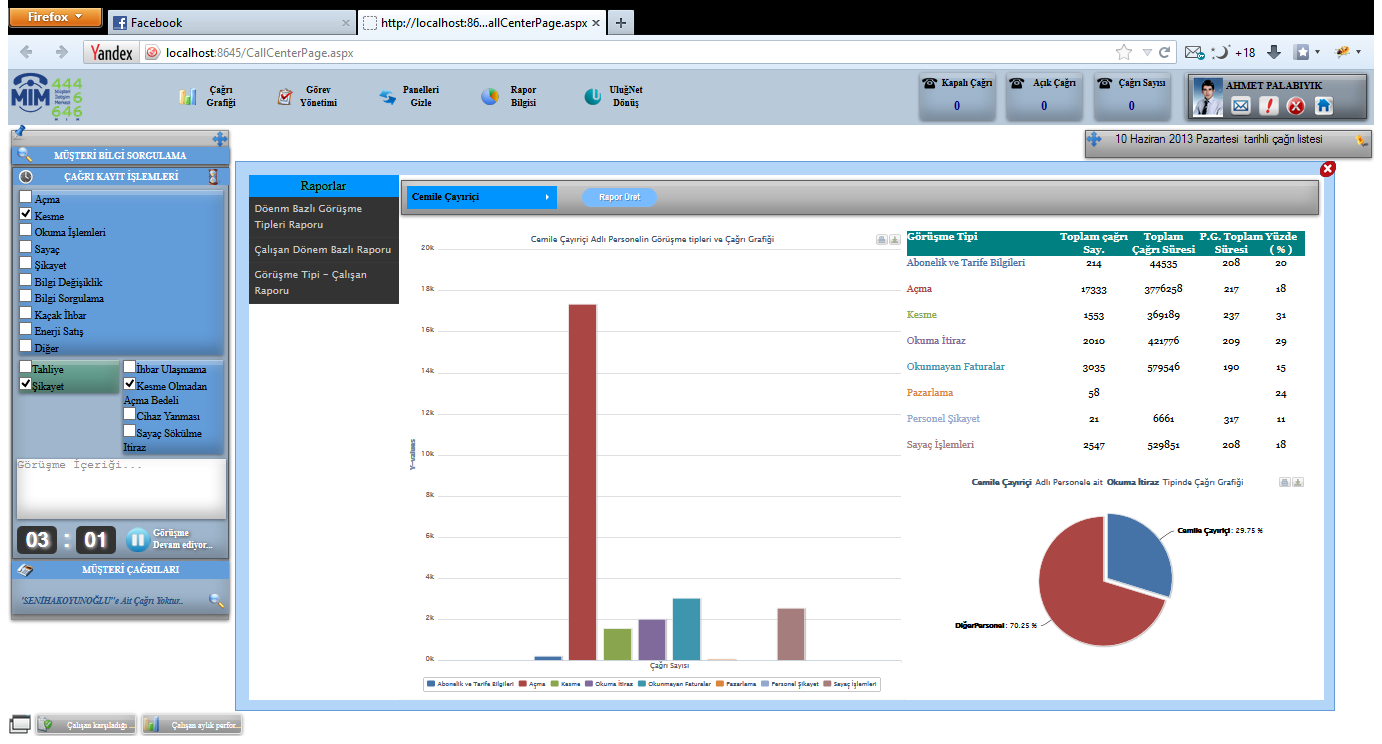 Firefox
Facebook
http://localhost:86...allCenterPage.aspx
Yandex
localhost:8645/CallCenterPage.aspx
+18
MİM
444
6
646
Müşteri
İletişim
Merkezi
Çağrı
Grafiği
Görev
Yönetimi
Panelleri
Gizle
Rapor
Bilgisi
UluğNet
Dönüş
Kapalı Çağrı
0
Açık Çağrı
0
Çağrı Sayısı
0
AHMET PALABIYIK
10 Haziran 2013 Pazartesi tarihli çağrı listesi
MÜŞTERİ BİLGİ SORGULAMA
ÇAĞRI KAYIT İŞLEMLERİ
Açma
Kesme
Okuma İşlemleri
Sayaç
Şikayet
Bilgi Değişiklik
Bilgi Sorgulama
Kaçak İhbar
Enerji Satış
Diğer
Tahliye
Şikayet
İhbar Ulaşmama
Kesme Olmadan
Açma Bedeli
Cihaz Yanması
Sayaç Sökülme
Itiraz
Görüşme İçeriği...
03 : 01
Görüşme
Devam ediyor...
MÜŞTERİ ÇAĞRILARI
"SENİHAKOYUNOĞLU"e Ait Çağrı Yoktur..
Raporlar
Döenm Bazlı Görüşme
Tipleri Raporu
Çalışan Dönem Bazlı Raporu
Görüşme Tipi - Çalışan
Raporu
Cemile Çayıriçi
Rapor Üret
Cemile Çayıriçi Adlı Personelin Görüşme tipleri ve Çağrı Grafiği
20k
18k
16k
14k
12k
10k
8k
6k
4k
2k
0k
Y-values
Çağrı Sayısı
Abonelik ve Tarife Bilgileri Açma Kesme Okuma İtiraz Okunmayan Faturalar Pazarlama Personel Şikayet Sayaç İşlemleri
Görüşme Tipi Toplam çağrı Say. Toplam Çağrı Süresi P.G. Toplam Süresi Yüzde ( % )
Abonelik ve Tarife Bilgileri 214 44535 208 20
Açma 17333 3776258 217 18
Kesme 1553 369189 237 31
Okuma İtiraz 2010 421776 209 29
Okunmayan Faturalar 3035 579546 190 15
Pazarlama 58 24
Personel Şikayet 21 6661 317 11
Sayaç İşlemleri 2547 529851 208 18
Cemile Çayıriçi Adlı Personele ait Okuma İtiraz Tipinde Çağrı Grafiği
Cemile Çayıriçi: 29.75 %
DiğerPersonel: 70.25 %
Çalışan karşıladığı ...
Çalışan aylık perfor...